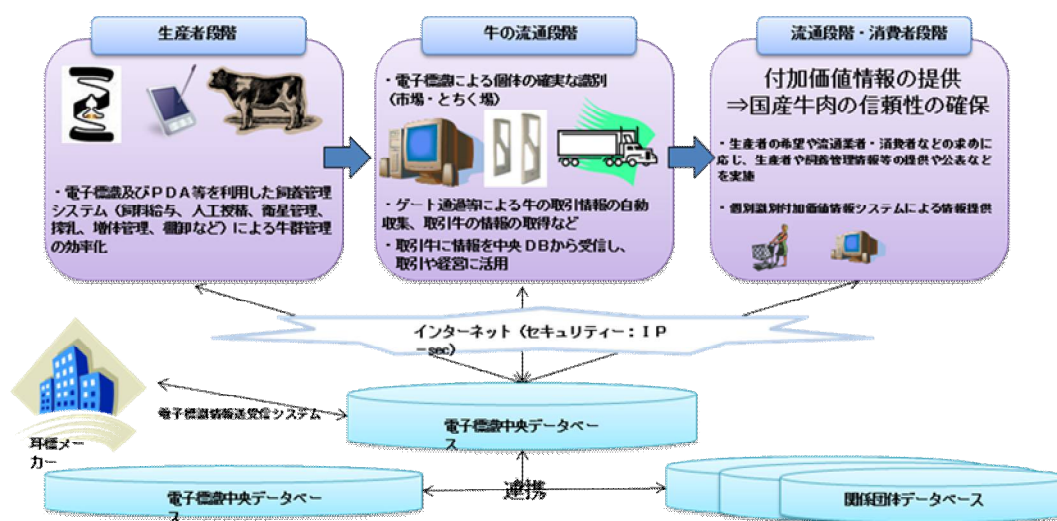 生産者段階
牛の流通段階
流通段階・消費者段階
・電子標識及びＰＤＡ等を利用した飼養管理
システム（飼料給与、人工授精、衛星管理、
搾乳、増体管理、棚卸など）による牛群管理
の効率化
・電子標識による個体の確実な識別
（市場・とちく場）
・ゲート通過等による牛の取引情報の自動
収集、取引牛の情報の取得など
・取引牛に情報を中央ＤＢから受信し、
取引や経営に活用
付加価値情報の提供
⇒国産牛肉の信頼性の確保
・生産者の希望や流通業者・消費者などの求めに
応じ、生産者や飼養管理情報等の提供や公表など
を実施
・個別識別付加価値情報システムによる情報提供
インターネット（セキュリティー：ＩＰ
－sec）
電子標識情報送受信システム
耳標メー
カー
電子標識中央データベー
ス
電子標識中央データベー
ス
連携
関係団体データベース